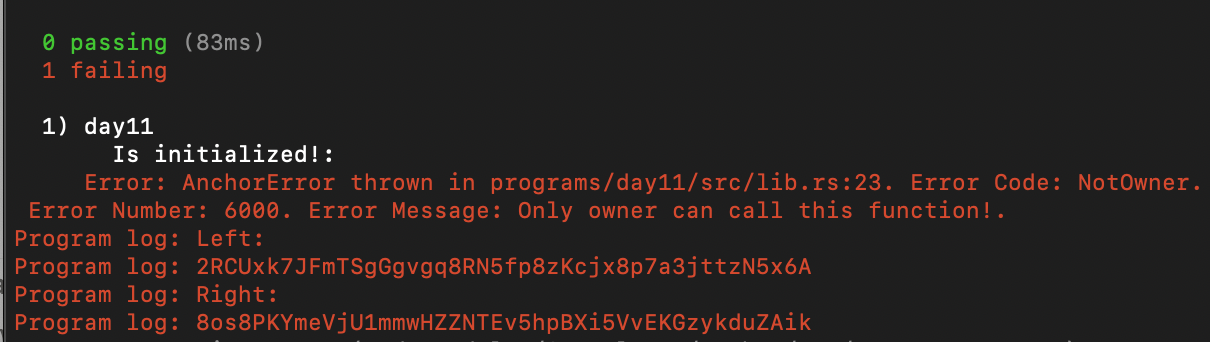 0 passing (83ms)
1 failing
1) day11
Is initialized!:
Error: AnchorError thrown in programs/day11/src/lib.rs:23. Error Code: NotOwner.
Error Number: 6000. Error Message: Only owner can call this function!.
Program log: Left:
Program log: 2RCUxk7JFmTSgGgvgq8RN5fp8zKcjx8p7a3jttzN5x6A
Program log: Right:
Program log: 8os8PKYmeVjU1mmwHZZNTEv5hpBXi5VvEKGzykduZAik